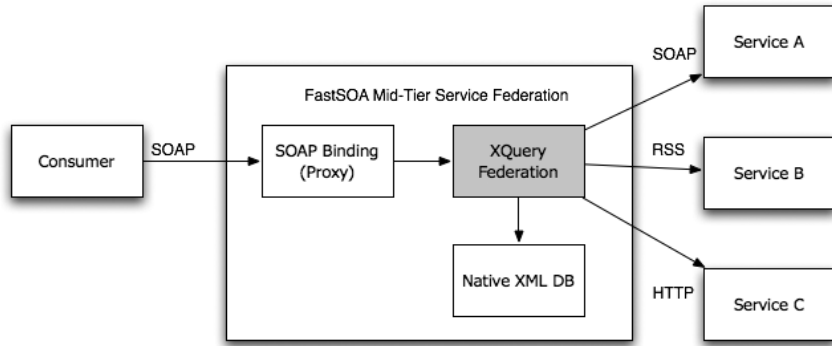 SOAP
Service A
FastSOA Mid-Tier Service Federation
Consumer
SOAP
SOAP Binding
(Proxy)
XQuery
Federation
RSS
Service B
Native XML DB
HTTP
Service C